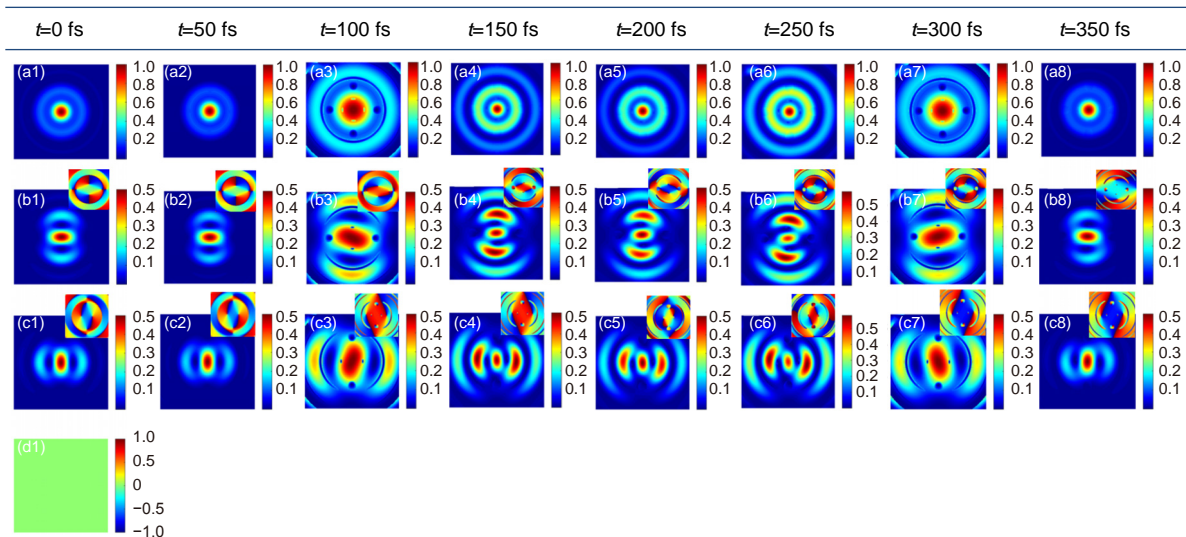 t=0 fs t=50 fs t=100 fs t=150 fs t=200 fs t=250 fs t=300 fs t=350 fs
(a1) 1.0 (a2) 1.0 (a3) 1.0 (a4) 1.0 (a5) 1.0 (a6) 1.0 (a7) 1.0 (a8) 1.0
0.8 0.8 0.8 0.8 0.8 0.8 0.8 0.8
0.6 0.6 0.6 0.6 0.6 0.6 0.6 0.6
0.4 0.4 0.4 0.4 0.4 0.4 0.4 0.4
0.2 0.2 0.2 0.2 0.2 0.2 0.2 0.2
(b1) 0.5 (b2) 0.5 (b3) 0.5 (b4) 0.5 (b5) 0.5 (b6) 0.5 (b7) 0.5 (b8) 0.5
0.4 0.4 0.4 0.4 0.4 0.4 0.4 0.4
0.3 0.3 0.3 0.3 0.3 0.3 0.3 0.3
0.2 0.2 0.2 0.2 0.2 0.2 0.2 0.2
0.1 0.1 0.1 0.1 0.1 0.1 0.1 0.1
(c1) 0.5 (c2) 0.5 (c3) 0.5 (c4) 0.5 (c5) 0.5 (c6) 0.5 (c7) 0.5 (c8) 0.5
0.4 0.4 0.4 0.4 0.4 0.4 0.4 0.4
0.3 0.3 0.3 0.3 0.3 0.3 0.3 0.3
0.2 0.2 0.2 0.2 0.2 0.2 0.2 0.2
0.1 0.1 0.1 0.1 0.1 0.1 0.1 0.1
(d1) 1.0
0.5
0
−0.5
−1.0